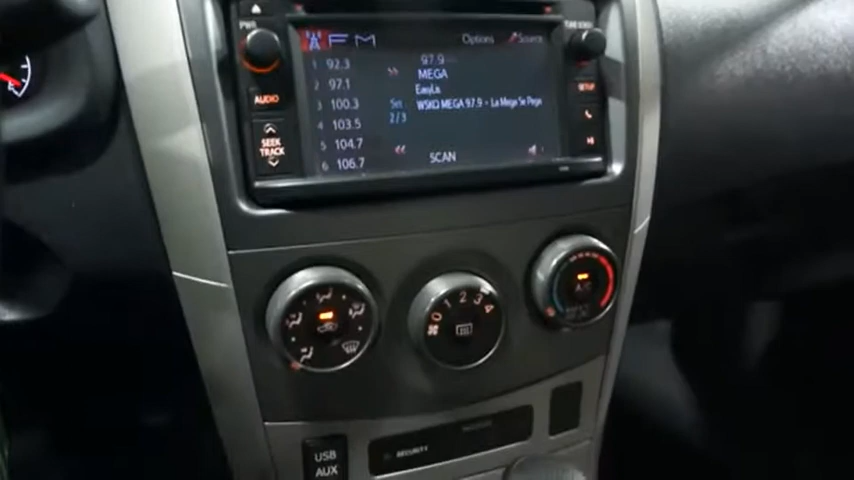 PWR
FM
Options
Source
1 92.3
2 97.1
3 100.3
4 103.5
5 104.7
6 106.7
97.9
MEGA
EasyLa
Set
2/3
WSKQ MEGA 97.9 - La Mega Se Pega
SCAN
AUDIO
SEEK
TRACK
SETUP
0 1 2 3 4
A/C
USB
AUX
SECURITY